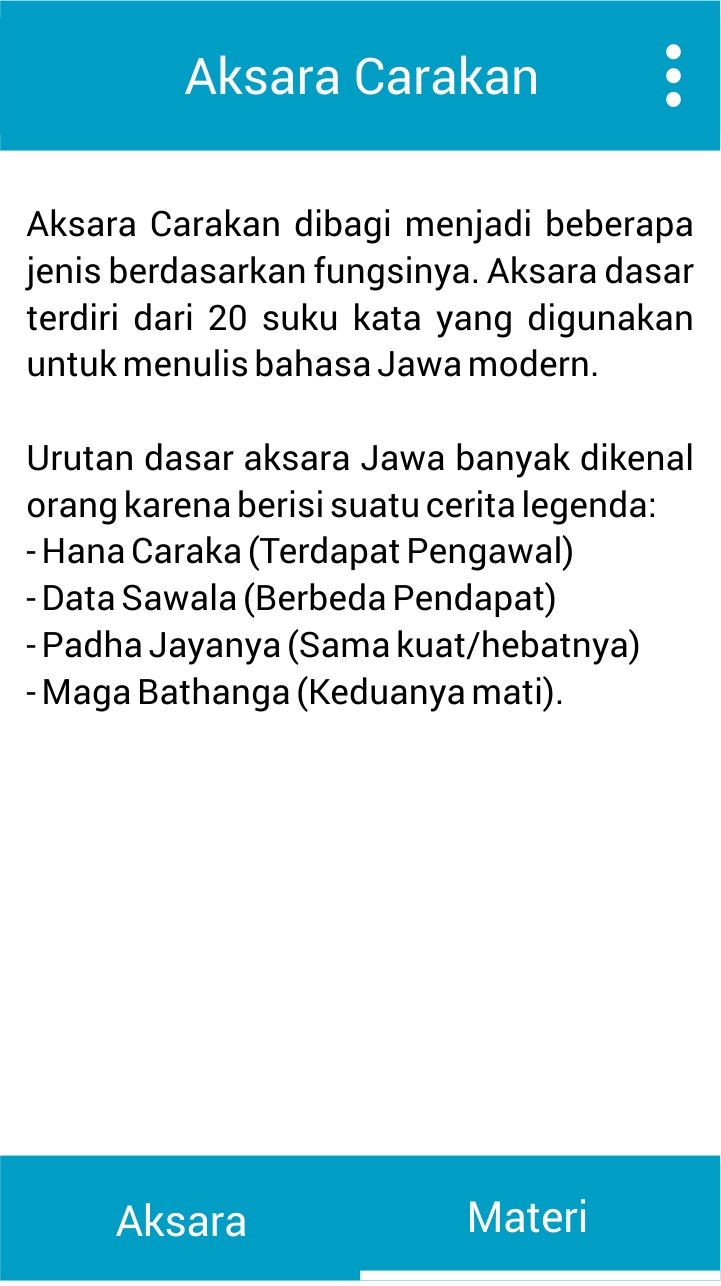 Aksara Carakan
Aksara Carakan dibagi menjadi beberapa
jenis berdasarkan fungsinya. Aksara dasar
terdiri dari 20 suku kata yang digunakan
untuk menulis bahasa Jawa modern.
Urutan dasar aksara Jawa banyak dikenal
orang karena berisi suatu cerita legenda:
- Hana Caraka (Terdapat Pengawal)
- Data Sawala (Berbeda Pendapat)
- Padha Jayanya (Sama kuat/hebatnya)
- Maga Bathanga (Keduanya mati).
Aksara
Materi